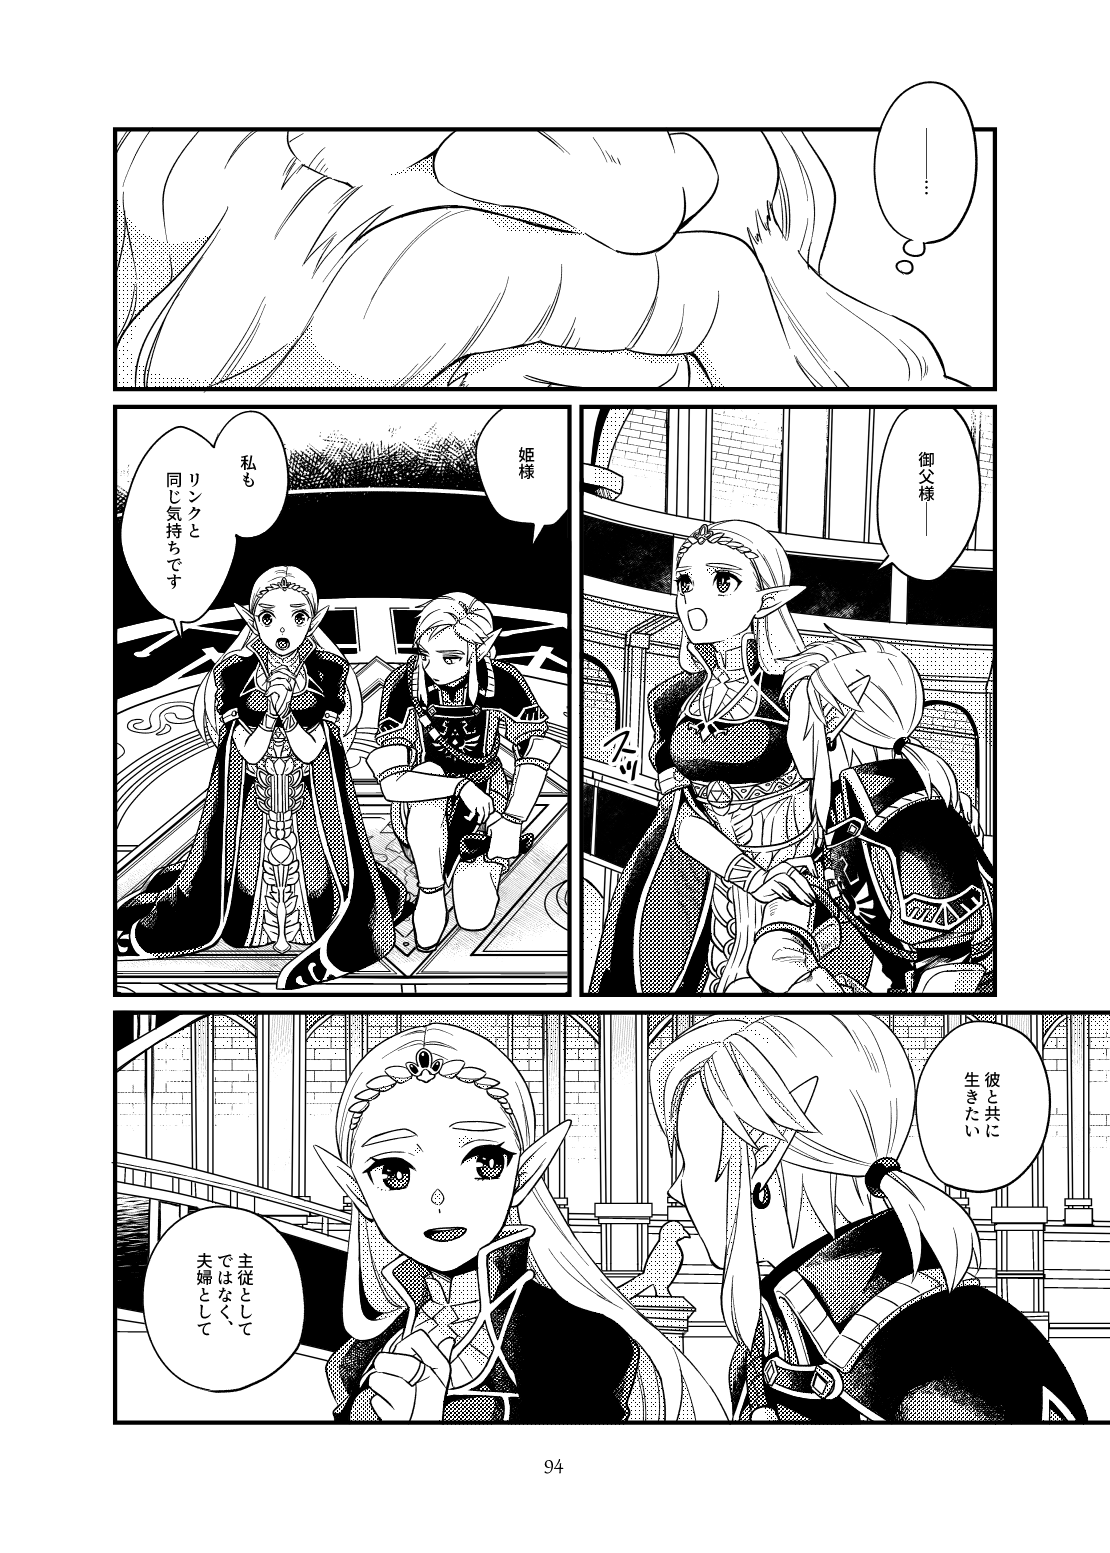 ―…
御父様―
スッ
姫様
私も
リンクと
同じ気持ちです
彼と共に
生きたい
主従として
ではなく、
夫婦として
94